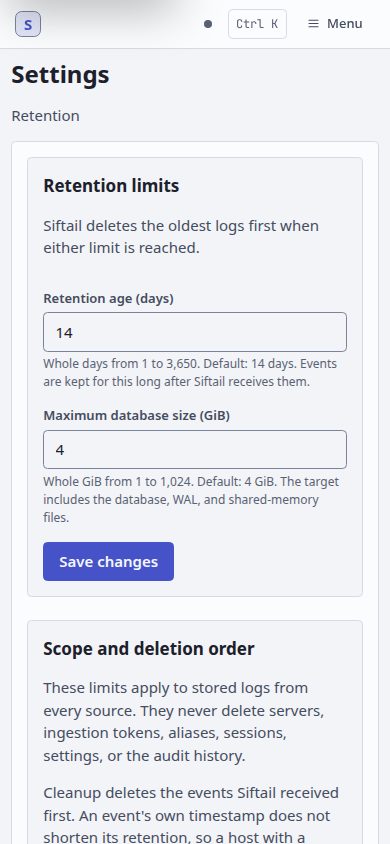 S
Ctrl K
Menu
Settings
Retention
Retention limits
Siftail deletes the oldest logs first when
either limit is reached.
Retention age (days)
14
Whole days from 1 to 3,650. Default: 14 days. Events
are kept for this long after Siftail receives them.
Maximum database size (GiB)
4
Whole GiB from 1 to 1,024. Default: 4 GiB. The target
includes the database, WAL, and shared-memory
files.
Save changes
Scope and deletion order
These limits apply to stored logs from
every source. They never delete servers,
ingestion tokens, aliases, sessions,
settings, or the audit history.
Cleanup deletes the events Siftail received
first. An event's own timestamp does not
shorten its retention, so a host with a